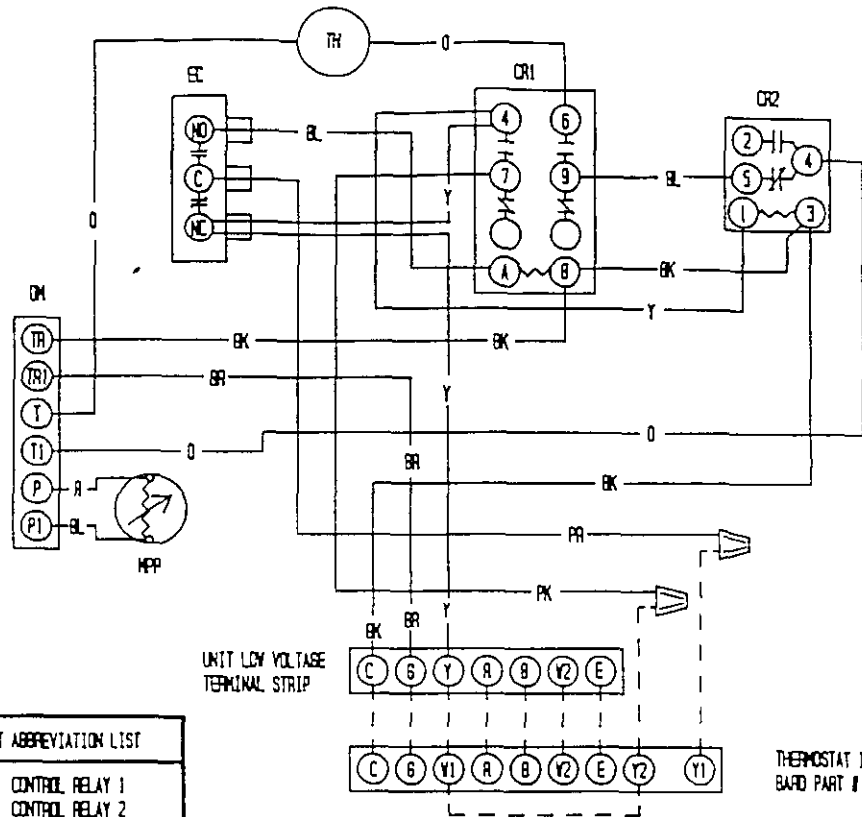 TH
O
O
EC
CR1
CR2
NO
C
NC
BL
4
6
7
9
A
B
Y
BL
2
4
5
1
3
BK
Y
O
OM
TR
TR1
T
T1
P
P1
BK
BK
BR
O
O
R
BL
MPP
BR
Y
BK
PR
PK
BK
BR
Y
UNIT LOW VOLTAGE
TERMINAL STRIP
C G Y R B W2 E
C G W1 R B W2 E Y2 Y1
T ABBREVIATION LIST
CONTROL RELAY 1
CONTROL RELAY 2
THERMOSTAT
BARD PART #